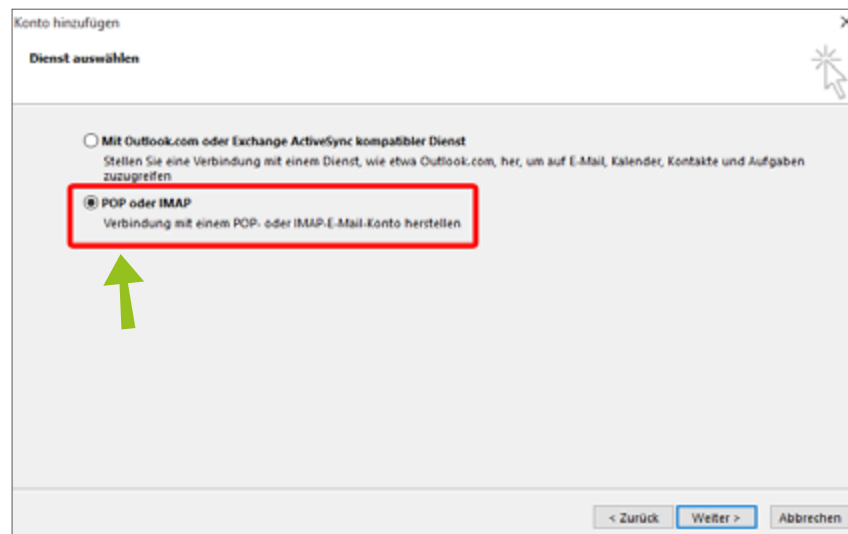 Konto hinzufügen
Dienst auswählen
Mit Outlook.com oder Exchange ActiveSync kompatibler Dienst
Stellen Sie eine Verbindung mit einem Dienst, wie etwa Outlook.com, her, um auf E-Mail, Kalender, Kontakte und Aufgaben
zuzugreifen
POP oder IMAP
Verbindung mit einem POP- oder IMAP-E-Mail-Konto herstellen
< Zurück Weiter > Abbrechen